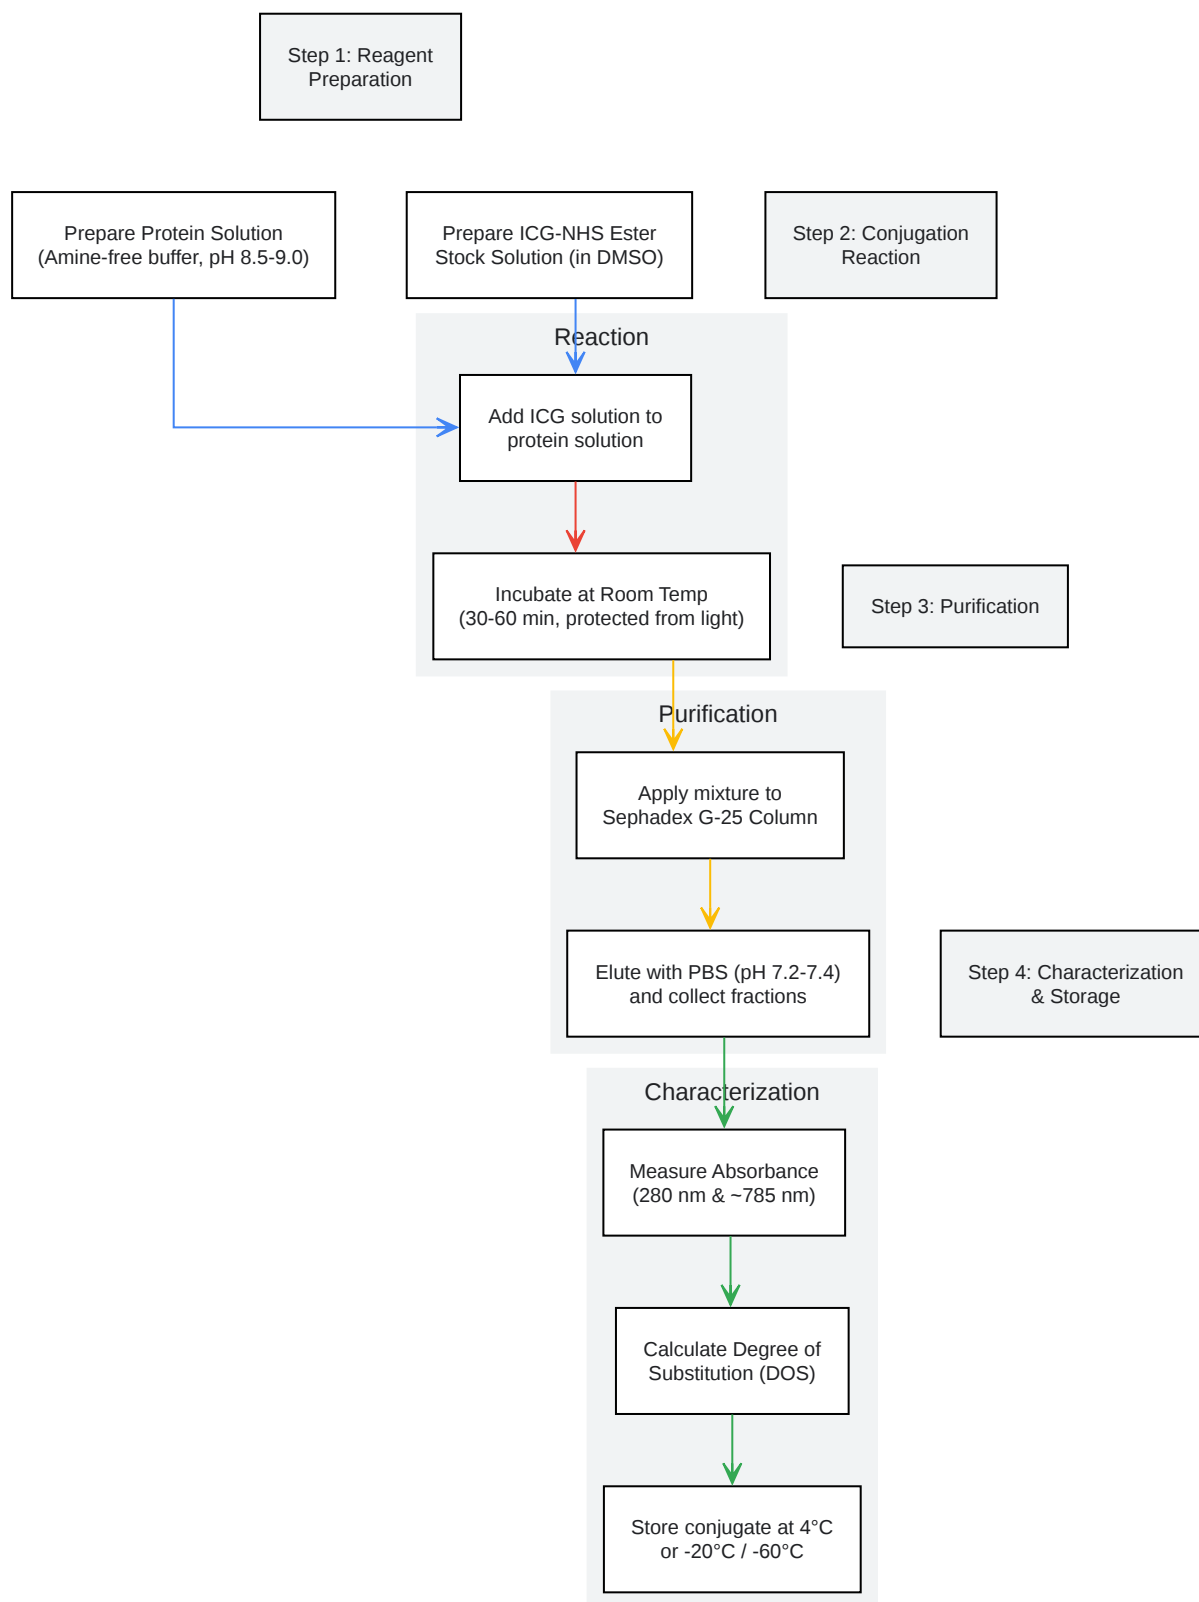 Step 1: Reagent
Preparation
Prepare Protein Solution
(Amine-free buffer, pH 8.5-9.0)
Prepare ICG-NHS Ester
Stock Solution (in DMSO)
Step 2: Conjugation
Reaction
Reaction
Add ICG solution to
protein solution
Incubate at Room Temp
(30-60 min, protected from light)
Step 3: Purification
Purification
Apply mixture to
Sephadex G-25 Column
Elute with PBS (pH 7.2-7.4)
and collect fractions
Step 4: Characterization
& Storage
Characterization
Measure Absorbance
(280 nm & ~785 nm)
Calculate Degree of
Substitution (DOS)
Store conjugate at 4°C
or -20°C / -60°C